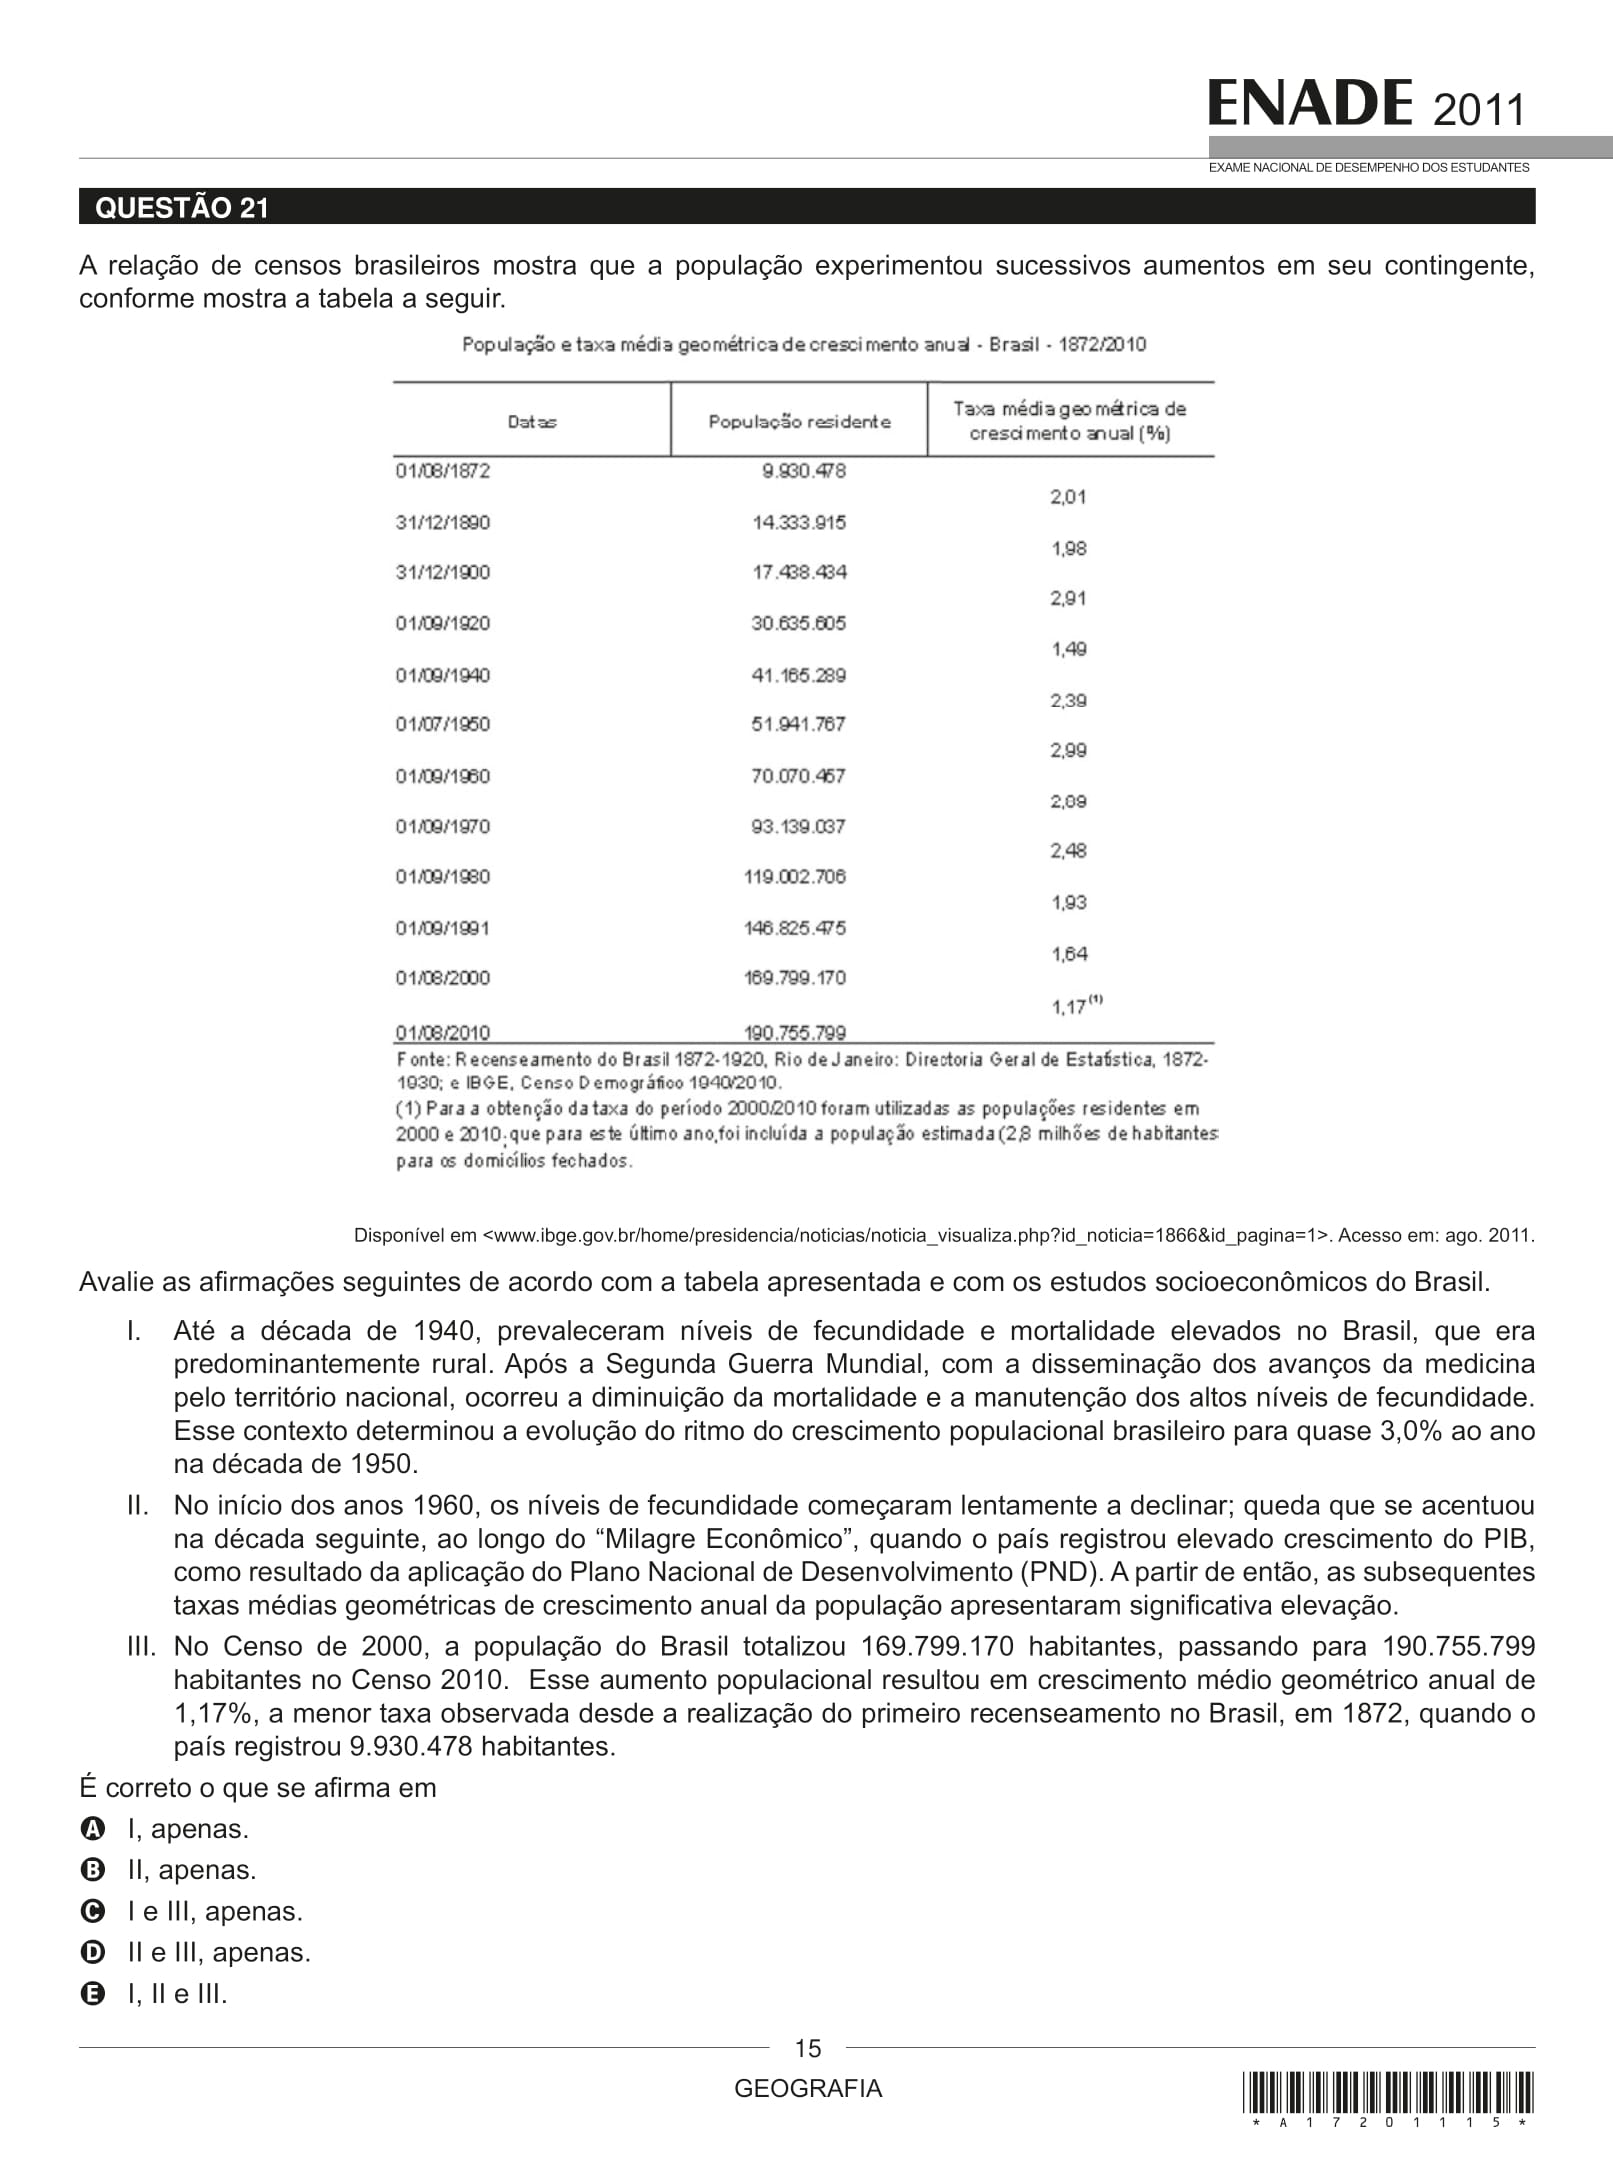 ENADE 2011
EXAME NACIONAL DE DESEMPENHO DOS ESTUDANTES
QUESTÃO 21
A relação de censos brasileiros mostra que a população experimentou sucessivos aumentos em seu contingente,
conforme mostra a tabela a seguir.
População e taxa média geométrica de crescimento anual - Brasil - 1872/2010
Datas População residente Taxa média geométrica de
crescimento anual (%)
01/08/1872 9.930.478
2,01
31/12/1890 14.333.915
1,98
31/12/1900 17.438.434
2,91
01/09/1920 30.635.605
1,49
01/09/1940 41.165.289
2,39
01/07/1950 51.941.767
2,99
01/09/1960 70.070.457
2,89
01/09/1970 93.139.037
2,48
01/09/1980 119.002.706
1,93
01/09/1991 146.825.475
1,64
01/08/2000 169.799.170
1,17 (1)
01/08/2010 190.755.799
Fonte: Recenseamento do Brasil 1872-1920, Rio de Janeiro: Directoria Geral de Estatística, 1872-
1930; e IBGE, Censo Demográfico 1940/2010.
(1) Para a obtenção da taxa do período 2000/2010 foram utilizadas as populações residentes em
2000 e 2010, que para este último ano, foi incluída a população estimada (2,8 milhões de habitantes
para os domicílios fechados.
Disponível em <www.ibge.gov.br/home/presidencia/noticias/noticia_visualiza.php?id_noticia=1866&id_pagina=1>. Acesso em: ago. 2011.
Avalie as afirmações seguintes de acordo com a tabela apresentada e com os estudos socioeconômicos do Brasil.
I. Até a década de 1940, prevaleceram níveis de fecundidade e mortalidade elevados no Brasil, que era
predominantemente rural. Após a Segunda Guerra Mundial, com a disseminação dos avanços da medicina
pelo território nacional, ocorreu a diminuição da mortalidade e a manutenção dos altos níveis de fecundidade.
Esse contexto determinou a evolução do ritmo do crescimento populacional brasileiro para quase 3,0% ao ano
na década de 1950.
II. No início dos anos 1960, os níveis de fecundidade começaram lentamente a declinar; queda que se acentuou
na década seguinte, ao longo do “Milagre Econômico”, quando o país registrou elevado crescimento do PIB,
como resultado da aplicação do Plano Nacional de Desenvolvimento (PND). A partir de então, as subsequentes
taxas médias geométricas de crescimento anual da população apresentaram significativa elevação.
III. No Censo de 2000, a população do Brasil totalizou 169.799.170 habitantes, passando para 190.755.799
habitantes no Censo 2010. Esse aumento populacional resultou em crescimento médio geométrico anual de
1,17%, a menor taxa observada desde a realização do primeiro recenseamento no Brasil, em 1872, quando o
país registrou 9.930.478 habitantes.
É correto o que se afirma em
A I, apenas.
B II, apenas.
C I e III, apenas.
D II e III, apenas.
E I, II e III.
15
GEOGRAFIA
* A 1 7 2 0 1 1 1 5 *